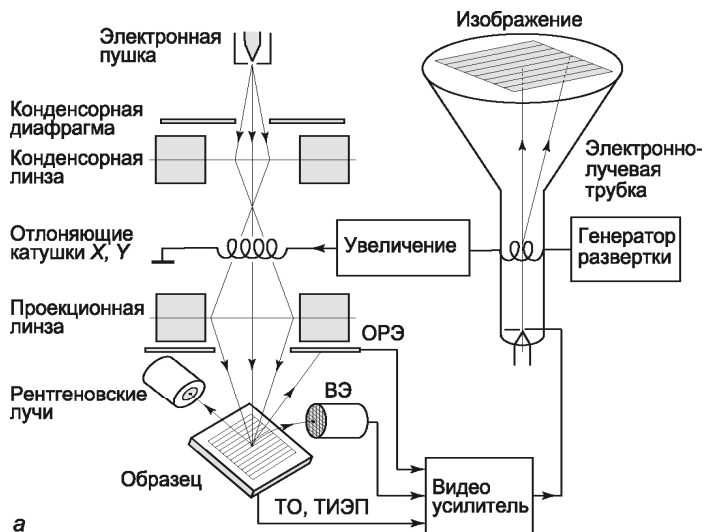 Электронная
пушка
Изображение
Конденсорная
диафрагма
Конденсорная
линза
Электронно-
лучевая
трубка
Отлоняющие
катушки X, Y
Увеличение
Генератор
развертки
Проекционная
линза
ОРЭ
Рентгеновские
лучи
ВЭ
Образец
ТО, ТИЭП
Видео
усилитель
а